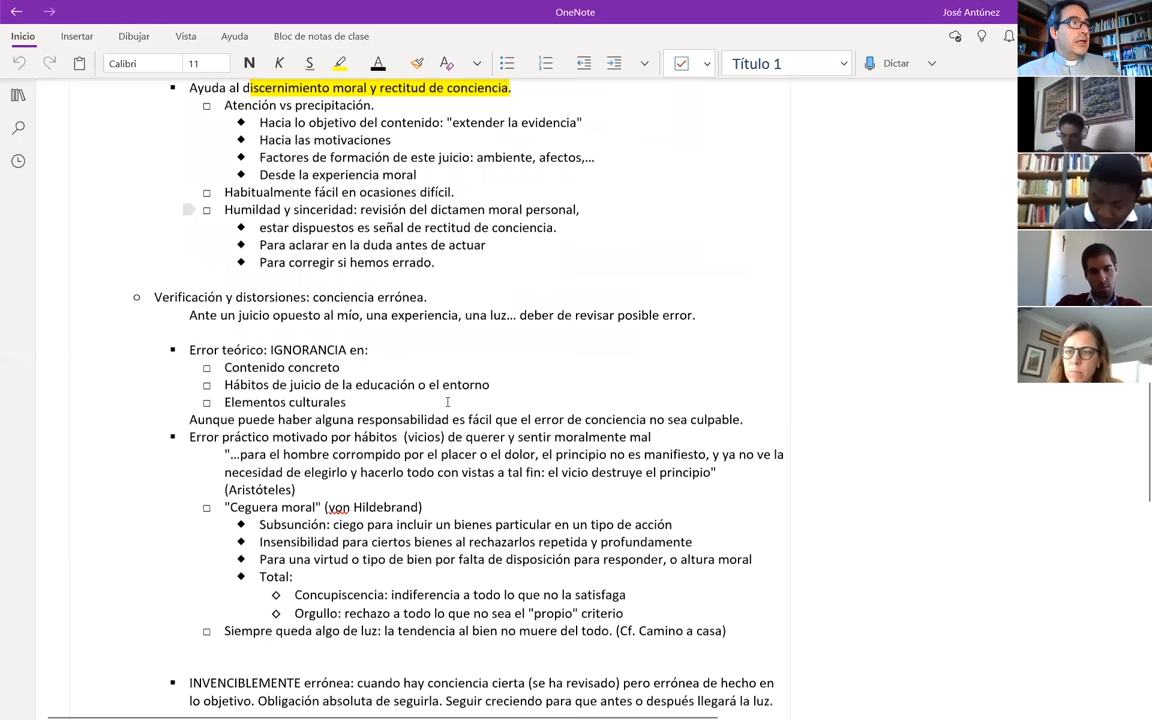 OneNote
José Antúnez
Inicio
Insertar
Dibujar
Vista
Ayuda
Bloc de notas de clase
Calibri
11
N
K
S
A
A
Título 1
Dictar
Ayuda al discernimiento moral y rectitud de conciencia.
Atención vs precipitación.
Hacia lo objetivo del contenido: "extender la evidencia"
Hacia las motivaciones
Factores de formación de este juicio: ambiente, afectos,...
Desde la experiencia moral
Habitualmente fácil en ocasiones difícil.
Humildad y sinceridad: revisión del dictamen moral personal,
estar dispuestos es señal de rectitud de conciencia.
Para aclarar en la duda antes de actuar
Para corregir si hemos errado.
Verificación y distorsiones: conciencia errónea.
Ante un juicio opuesto al mío, una experiencia, una luz... deber de revisar posible error.
Error teórico: IGNORANCIA en:
Contenido concreto
Hábitos de juicio de la educación o el entorno
Elementos culturales
Aunque puede haber alguna responsabilidad es fácil que el error de conciencia no sea culpable.
Error práctico motivado por hábitos (vicios) de querer y sentir moralmente mal
"...para el hombre corrompido por el placer o el dolor, el principio no es manifiesto, y ya no ve la
necesidad de elegirlo y hacerlo todo con vistas a tal fin: el vicio destruye el principio"
(Aristóteles)
"Ceguera moral" (von Hildebrand)
Subsunción: ciego para incluir un bienes particular en un tipo de acción
Insensibilidad para ciertos bienes al rechazarlos repetida y profundamente
Para una virtud o tipo de bien por falta de disposición para responder, o altura moral
Total:
Concupiscencia: indiferencia a todo lo que no la satisfaga
Orgullo: rechazo a todo lo que no sea el "propio" criterio
Siempre queda algo de luz: la tendencia al bien no muere del todo. (Cf. Camino a casa)
INVENCIBLEMENTE errónea: cuando hay conciencia cierta (se ha revisado) pero errónea de hecho en
lo objetivo. Obligación absoluta de seguirla. Seguir creciendo para que antes o después llegará la luz.